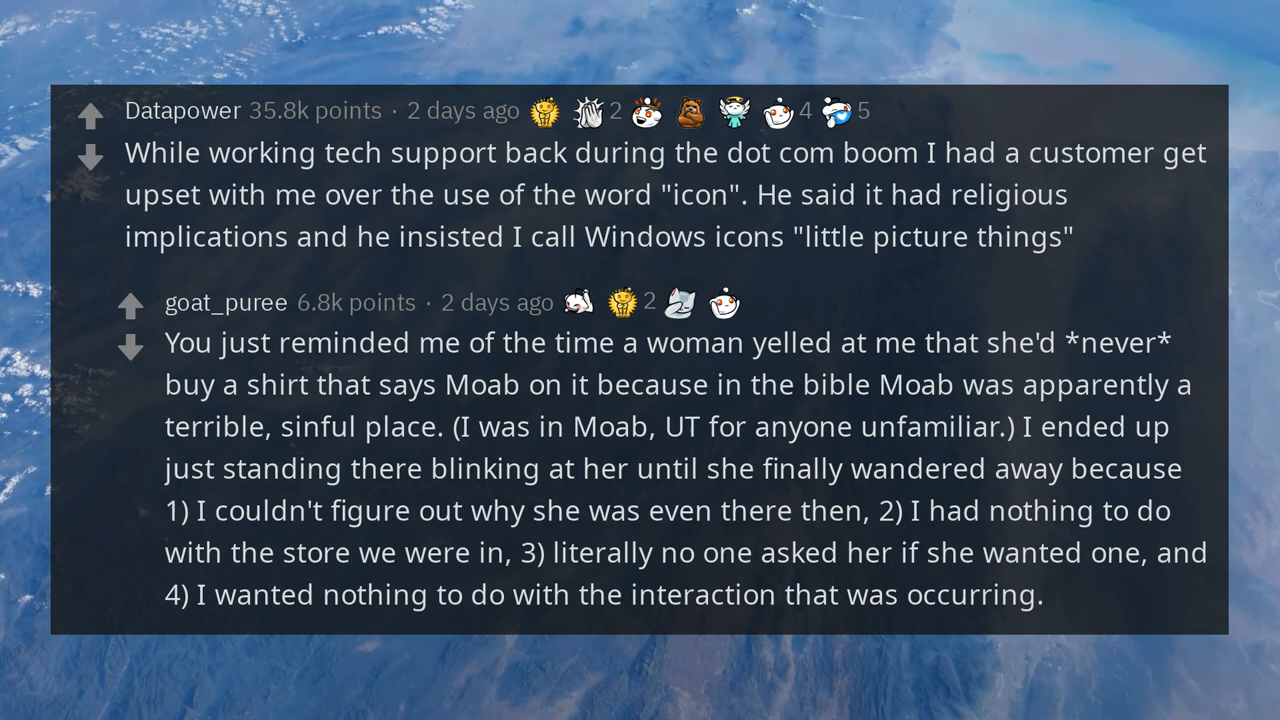 Datapower 35.8k points · 2 days ago 2 4 5
While working tech support back during the dot com boom I had a customer get
upset with me over the use of the word "icon". He said it had religious
implications and he insisted I call Windows icons "little picture things"
goat_puree 6.8k points · 2 days ago 2
You just reminded me of the time a woman yelled at me that she'd *never*
buy a shirt that says Moab on it because in the bible Moab was apparently a
terrible, sinful place. (I was in Moab, UT for anyone unfamiliar.) I ended up
just standing there blinking at her until she finally wandered away because
1) I couldn't figure out why she was even there then, 2) I had nothing to do
with the store we were in, 3) literally no one asked her if she wanted one, and
4) I wanted nothing to do with the interaction that was occurring.